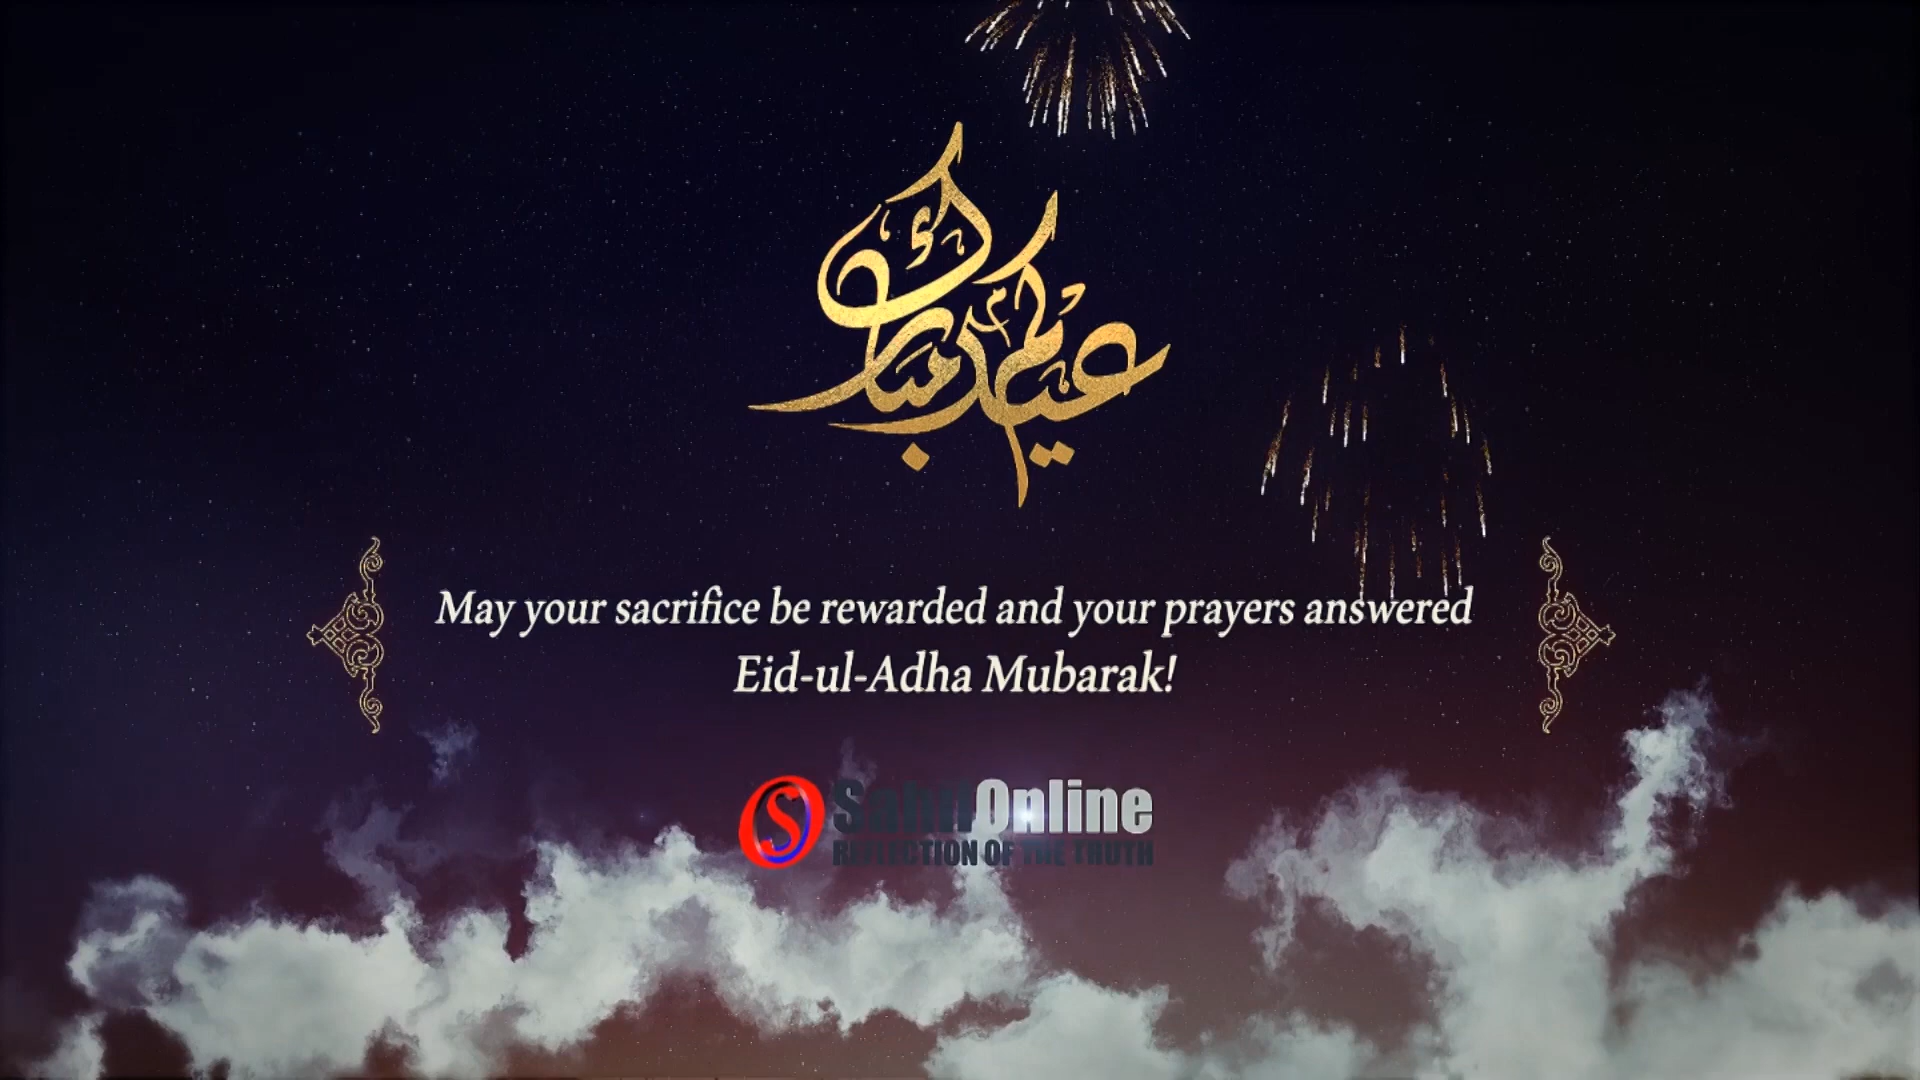 عيدكم مبارك
May your sacrifice be rewarded and your prayers answered
Eid-ul-Adha Mubarak!
SahilOnline
REFLECTION OF THE TRUTH